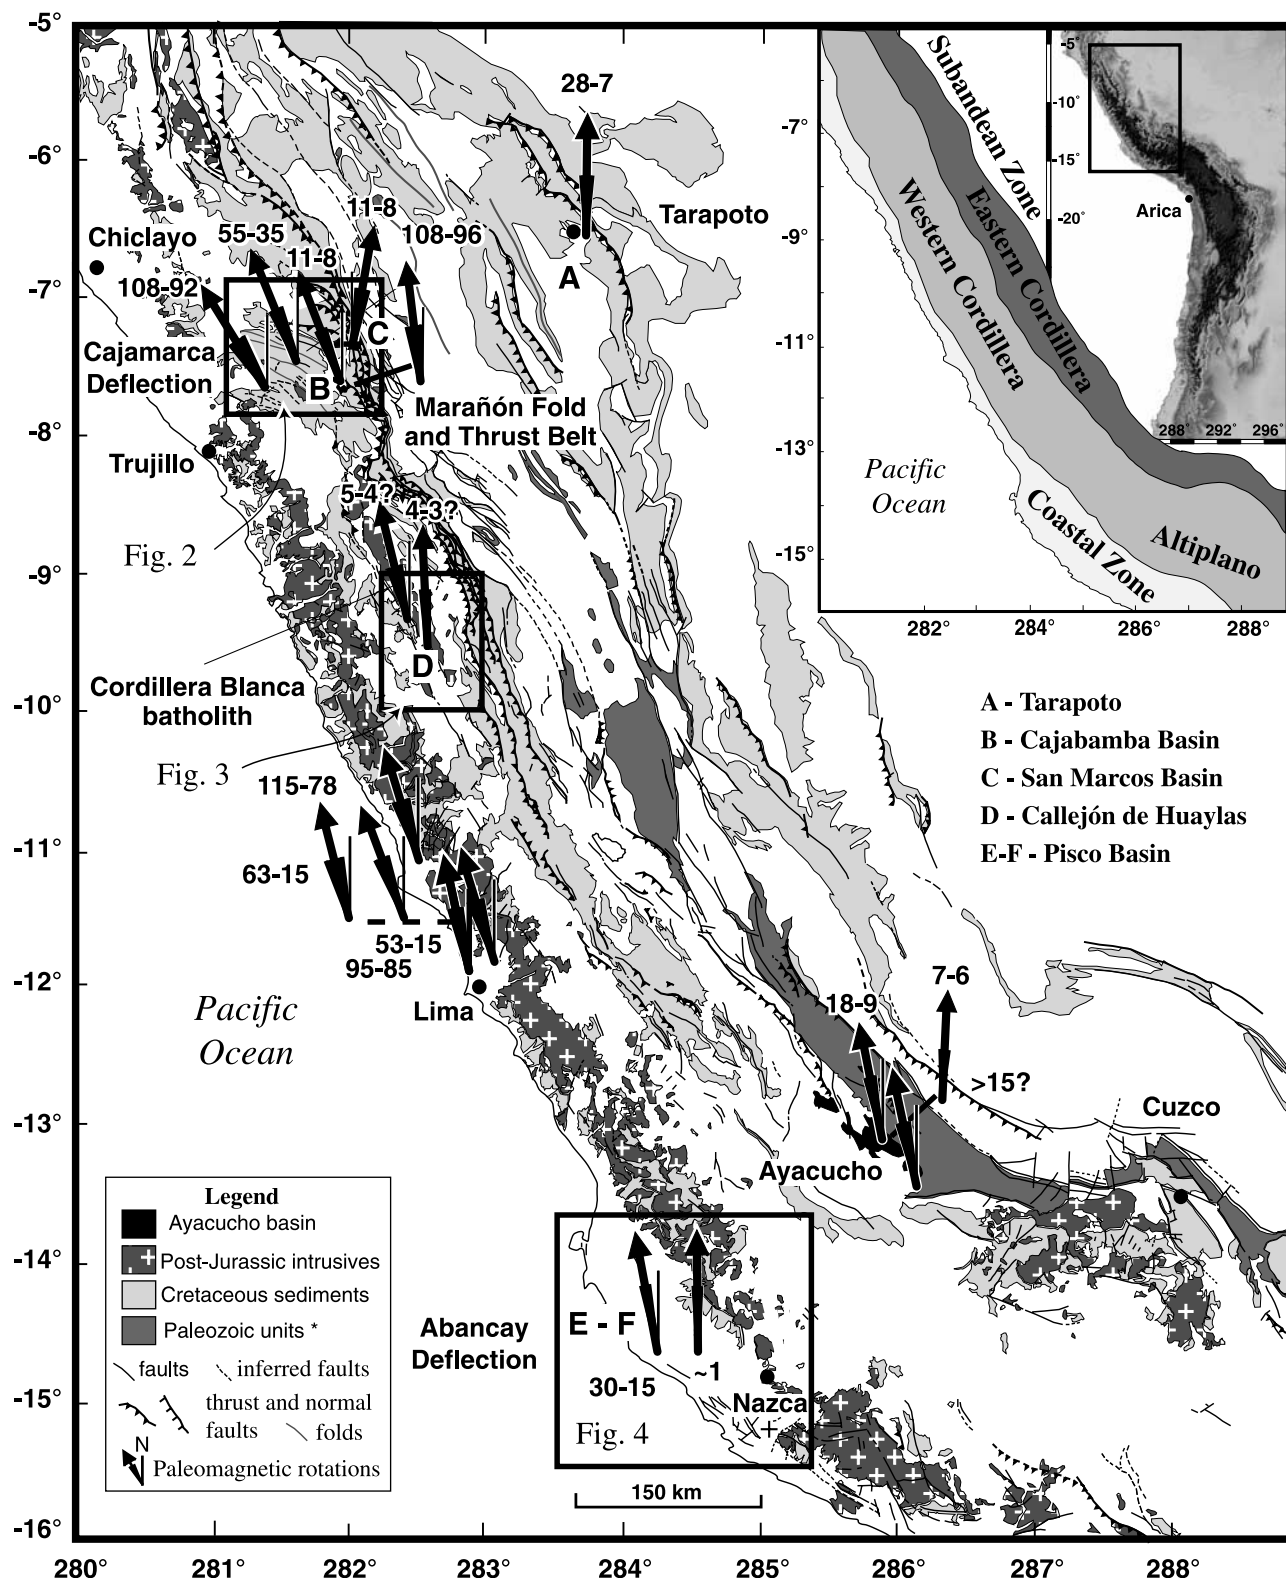 -5°
-6°
-7°
-8°
-9°
-10°
-11°
-12°
-13°
-14°
-15°
-16°
280°
281°
282°
283°
284°
285°
286°
287°
288°
28-7
Tarapoto
A
Chiclayo
55-35
11-8
11-8
108-96
108-92
C
B
Cajamarca
Deflection
Marañón Fold
and Thrust Belt
Trujillo
5-4?
4-3?
Fig. 2
D
Cordillera Blanca
batholith
Fig. 3
115-78
63-15
53-15
95-85
Lima
Pacific
Ocean
7-6
18-9
>15?
Cuzco
Ayacucho
Abancay
Deflection
E - F
30-15
~1
Nazca
Fig. 4
150 km
Legend
Ayacucho basin
Post-Jurassic intrusives
Cretaceous sediments
Paleozoic units *
faults
inferred faults
thrust and normal
faults
folds
N
Paleomagnetic rotations
A - Tarapoto
B - Cajabamba Basin
C - San Marcos Basin
D - Callejón de Huaylas
E-F - Pisco Basin
Subandean Zone
Eastern Cordillera
Western Cordillera
Altiplano
Coastal Zone
Pacific
Ocean
-7°
-9°
-11°
-13°
-15°
282°
284°
286°
288°
-5°
-10°
-15°
-20°
Arica
288°
292°
296°